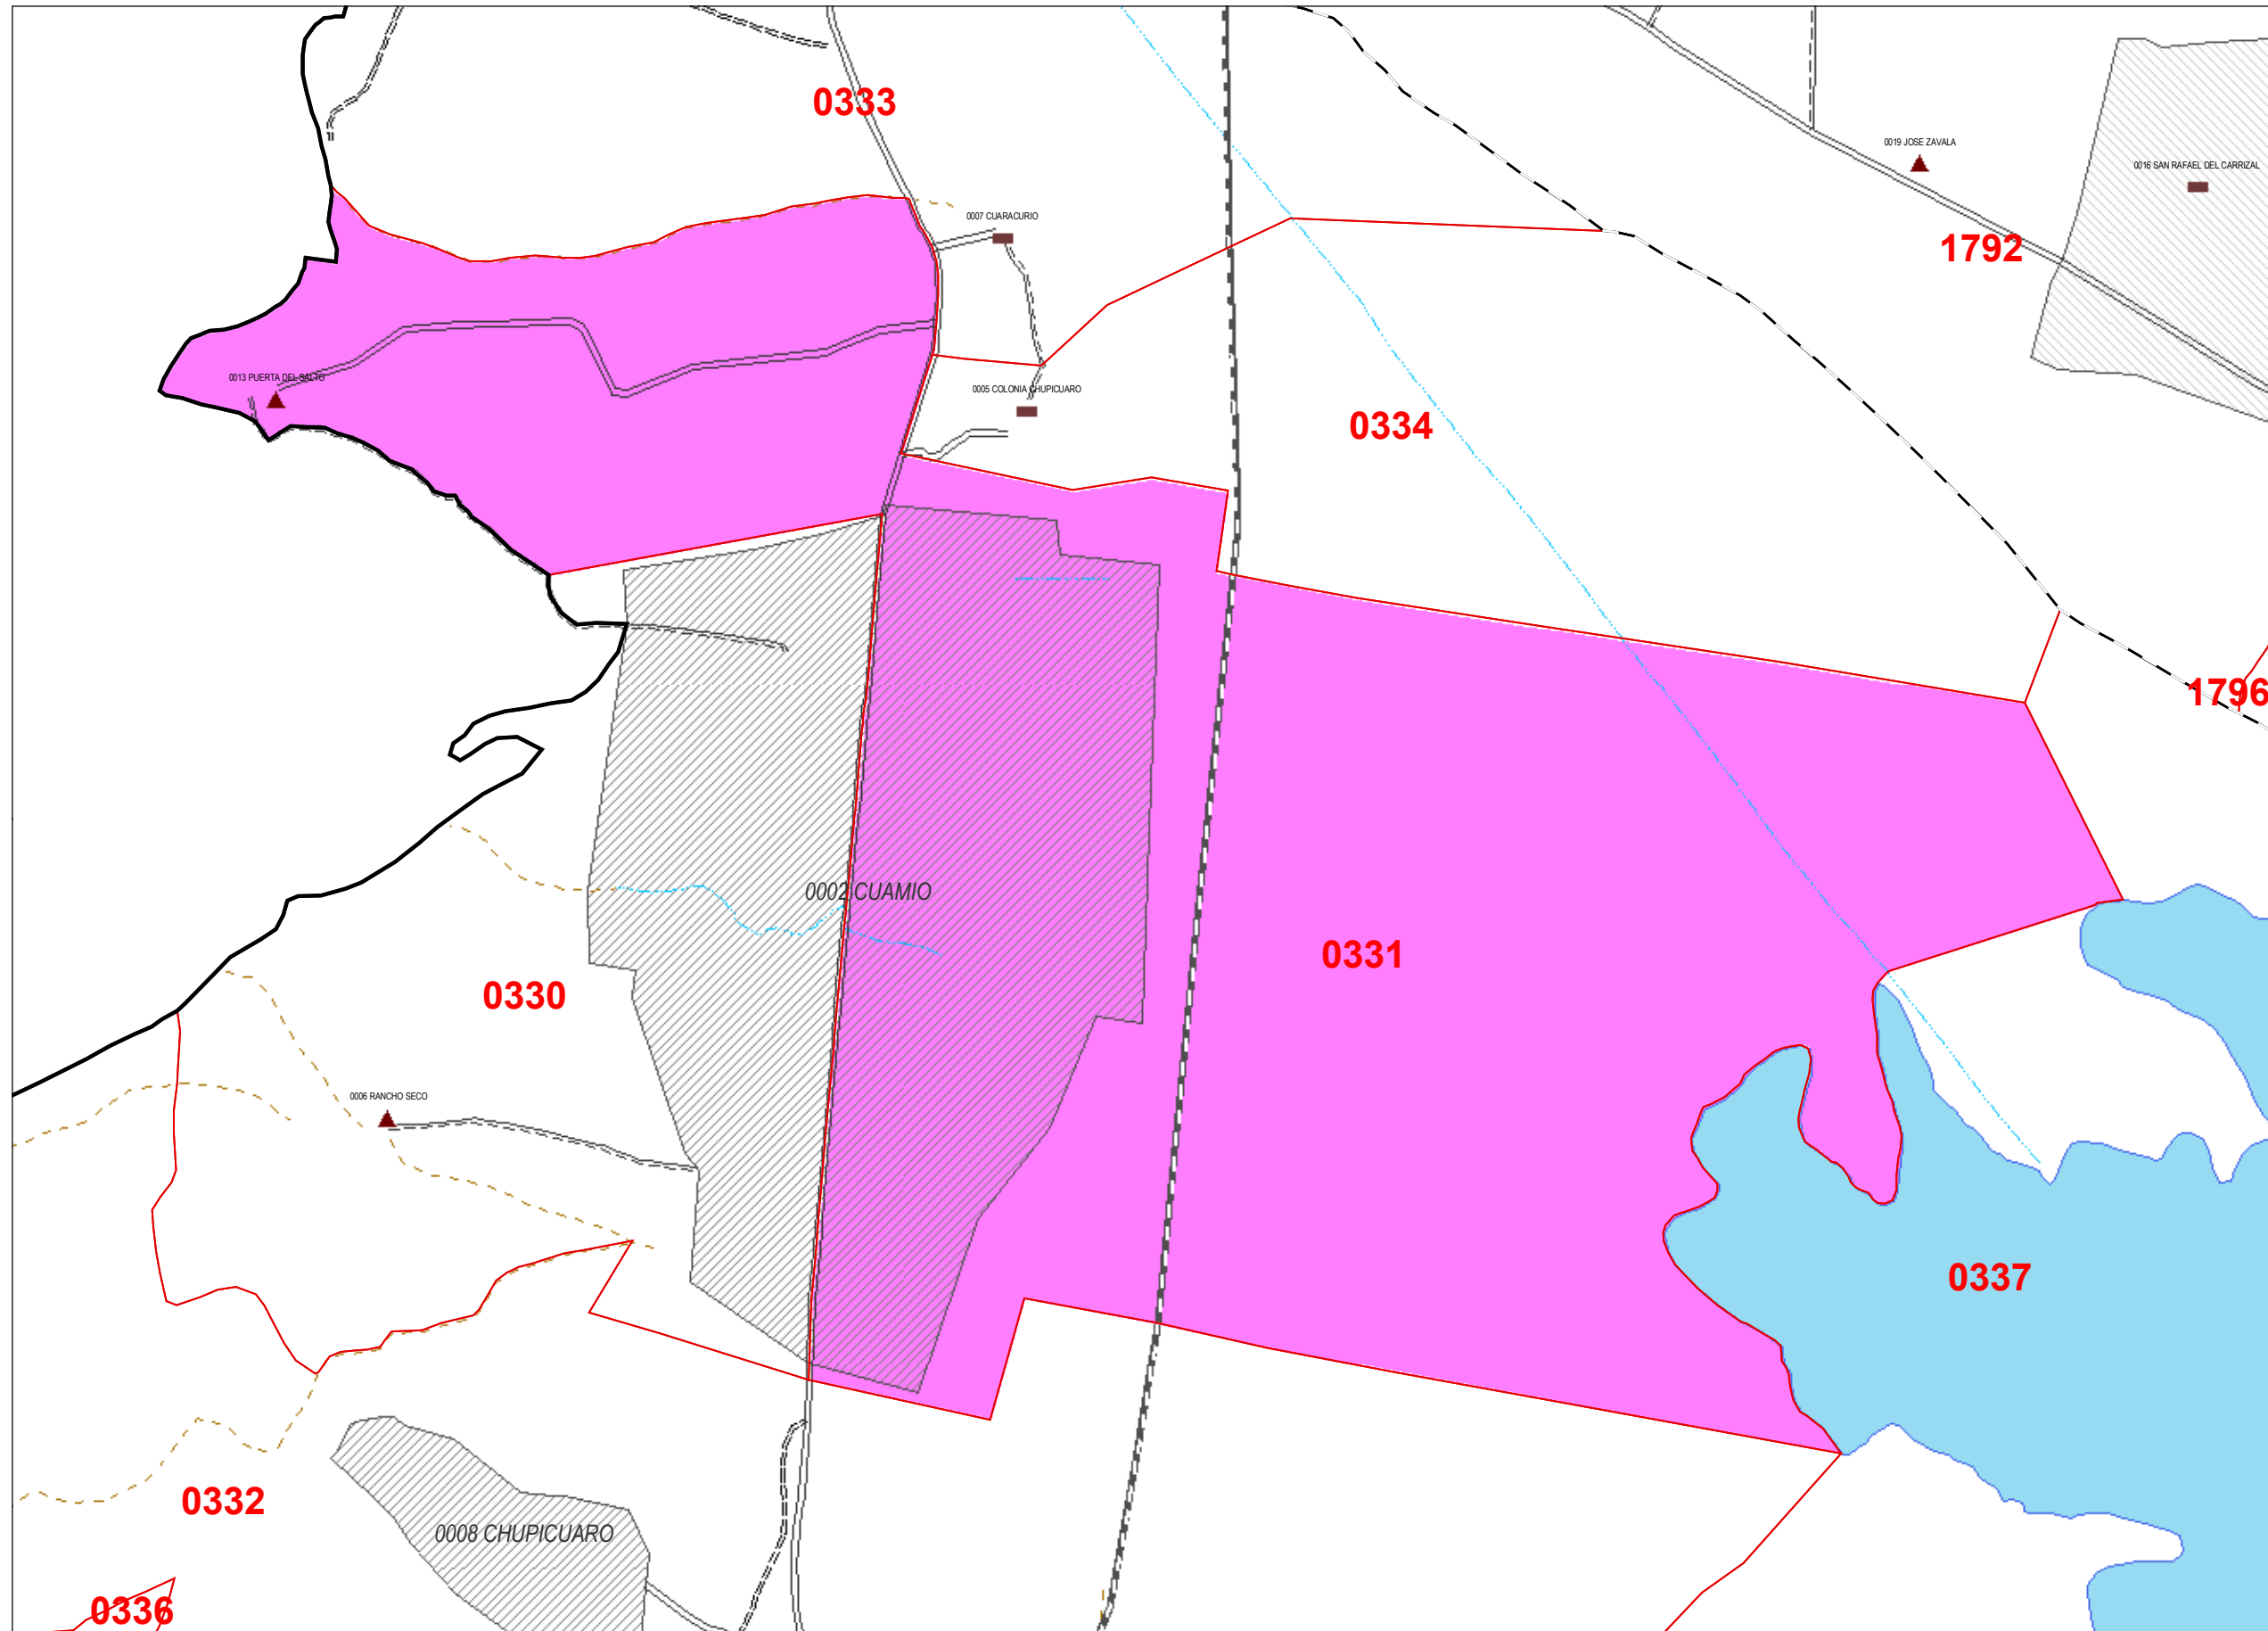 0333
0019 JOSE ZAVALA
0016 SAN RAFAEL DEL CARRIZAL
0007 CUARACURIO
1792
0013 PUERTA DEL SALTO
0005 COLONIA CHUPICUARO
0334
1796
0002 CUAMIO
0331
0330
0006 RANCHO SECO
0337
0332
0008 CHUPICUARO
0336